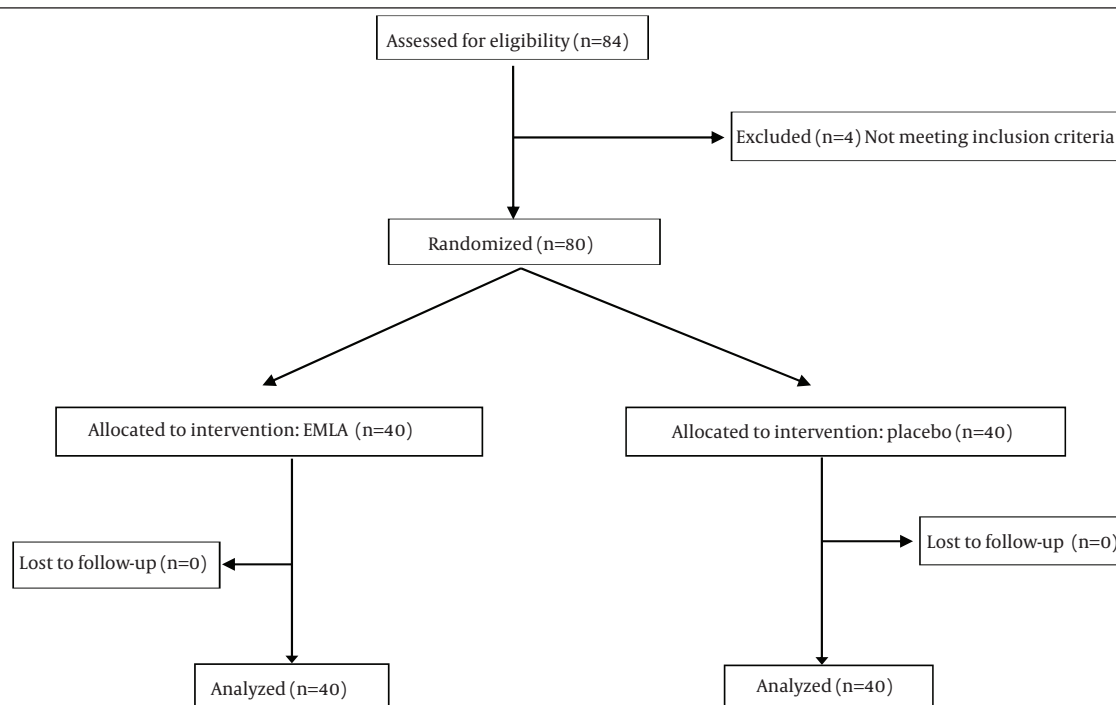 Assessed for eligibility (n=84)
Excluded (n=4) Not meeting inclusion criteria
Randomized (n=80)
Allocated to intervention: EMLA (n=40)
Allocated to intervention: placebo (n=40)
Lost to follow-up (n=0)
Lost to follow-up (n=0)
Analyzed (n=40)
Analyzed (n=40)